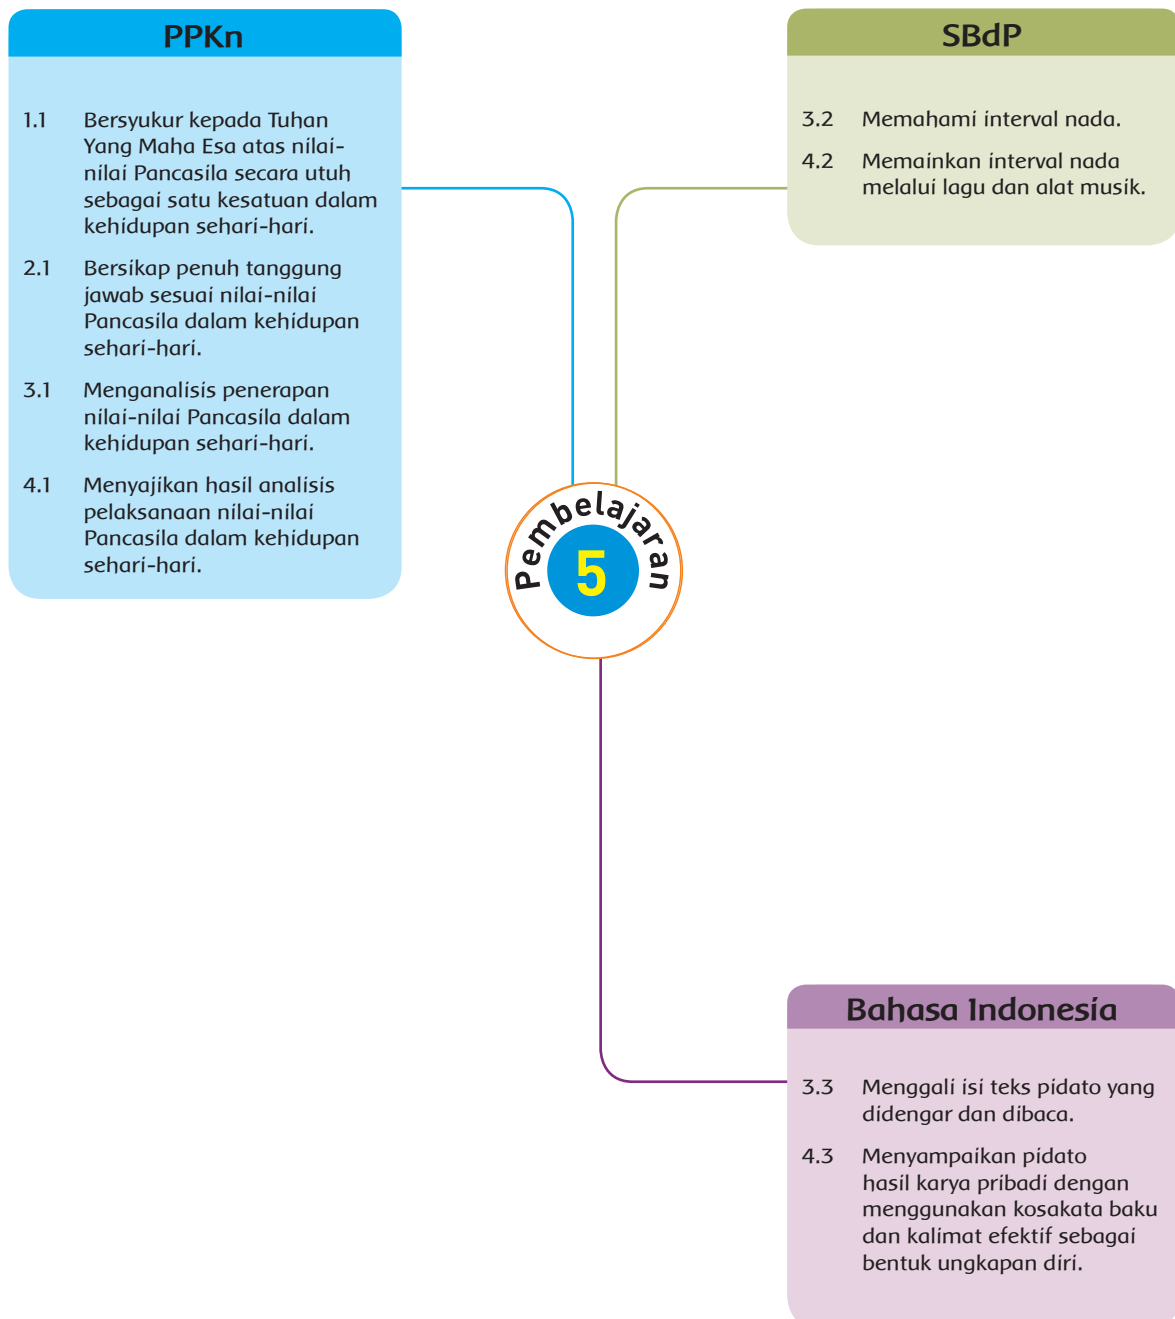 PPKn
1.1 Bersyukur kepada Tuhan
Yang Maha Esa atas nilai-
nilai Pancasila secara utuh
sebagai satu kesatuan dalam
kehidupan sehari-hari.
2.1 Bersikap penuh tanggung
jawab sesuai nilai-nilai
Pancasila dalam kehidupan
sehari-hari.
3.1 Menganalisis penerapan
nilai-nilai Pancasila dalam
kehidupan sehari-hari.
4.1 Menyajikan hasil analisis
pelaksanaan nilai-nilai
Pancasila dalam kehidupan
sehari-hari.
SBdP
3.2 Memahami interval nada.
4.2 Memainkan interval nada
melalui lagu dan alat musik.
Pembelajaran
5
Bahasa Indonesia
3.3 Menggali isi teks pidato yang
didengar dan dibaca.
4.3 Menyampaikan pidato
hasil karya pribadi dengan
menggunakan kosakata baku
dan kalimat efektif sebagai
bentuk ungkapan diri.